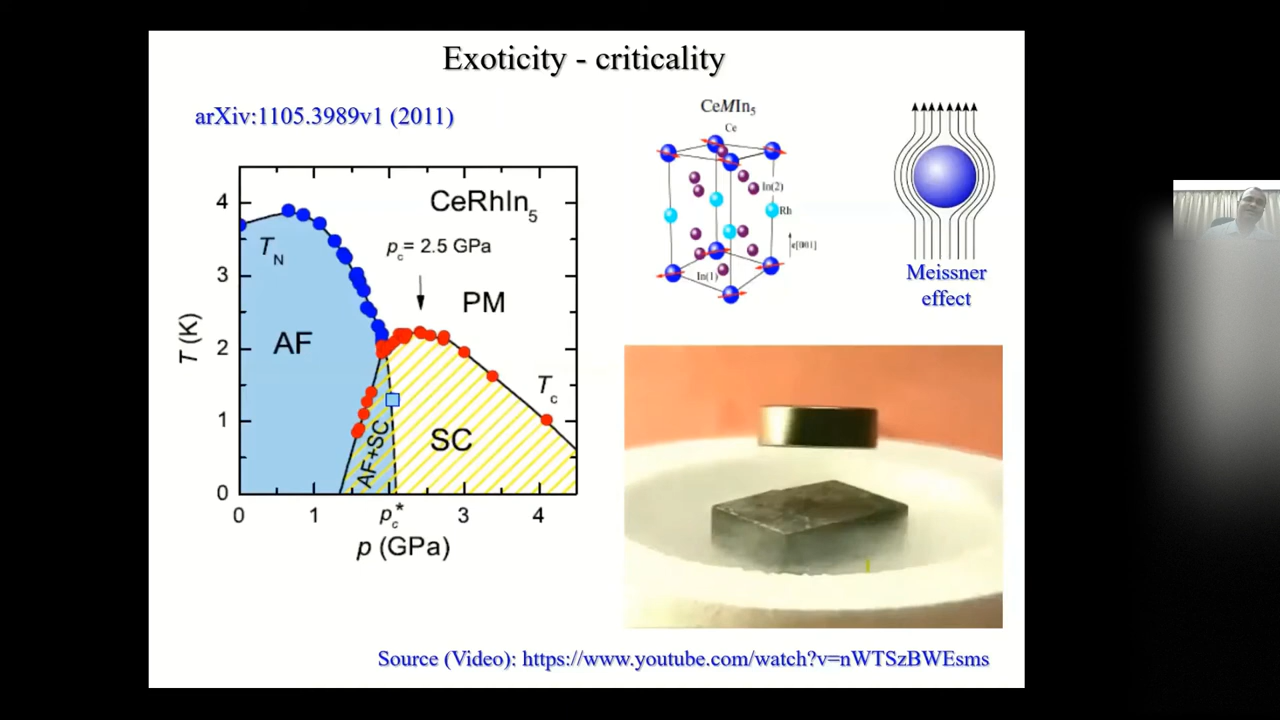 Exoticity - criticality
arXiv:1105.3989v1 (2011)
CeMIn5
Ce
In(2)
Rh
c[001]
In(1)
Meissner
effect
CeRhIn5
pc= 2.5 GPa
TN
PM
AF
Tc
SC
AF+SC
T (K)
4
3
2
1
0
0
1
pc*
3
4
p (GPa)
Source (Video): https://www.youtube.com/watch?v=nWTSzBWEsms